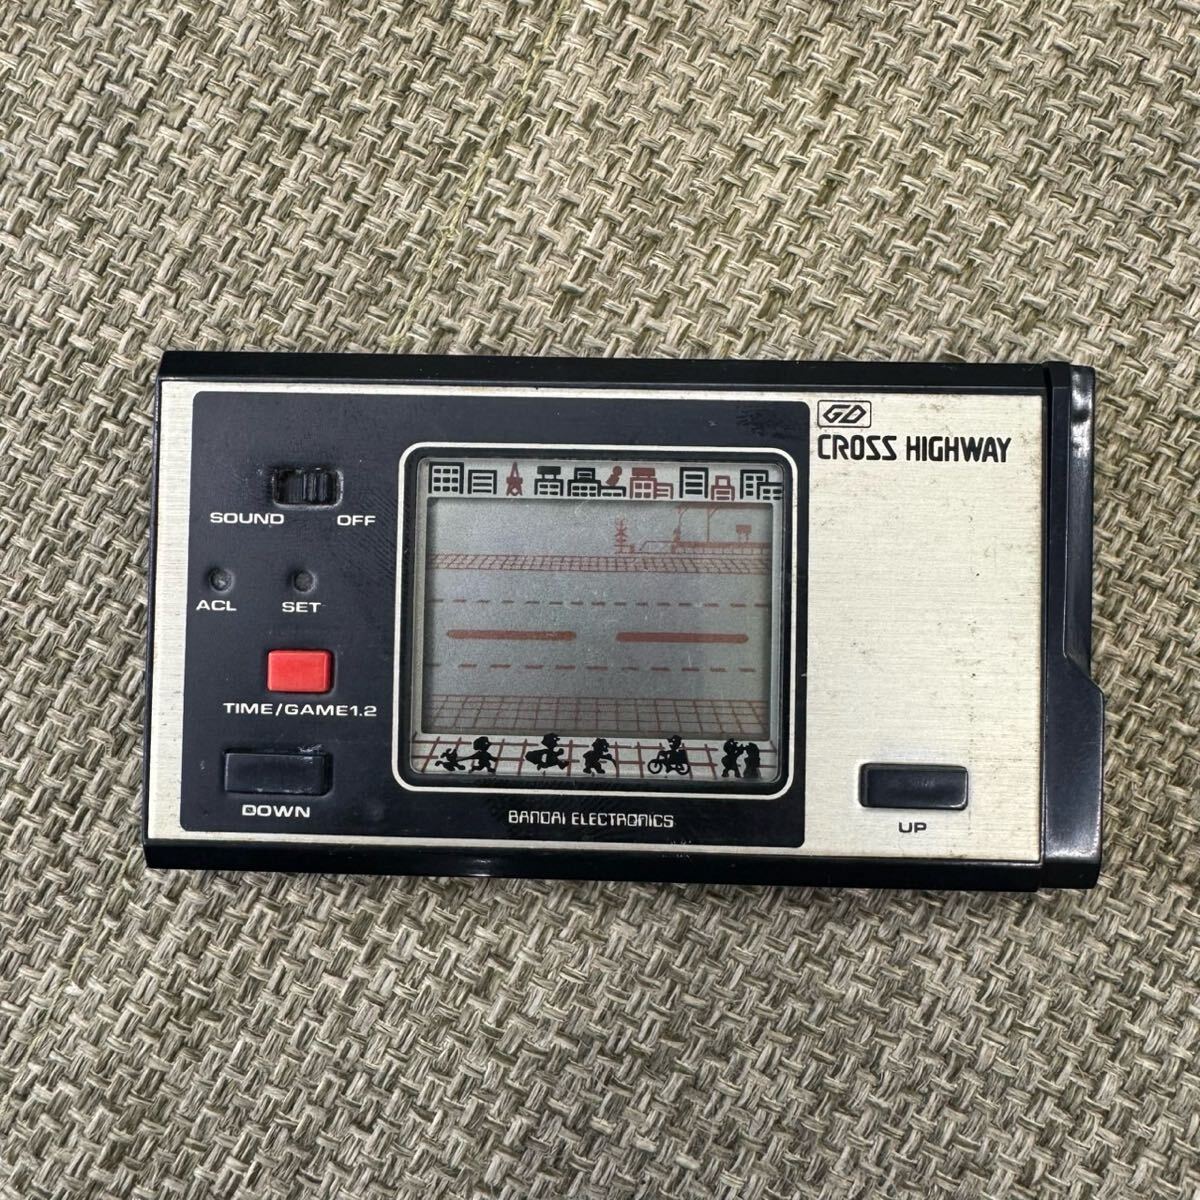 GD
CROSS HIGHWAY
SOUND OFF
ACL SET
TIME/GAME1.2
DOWN
BANDAI ELECTRONICS
UP